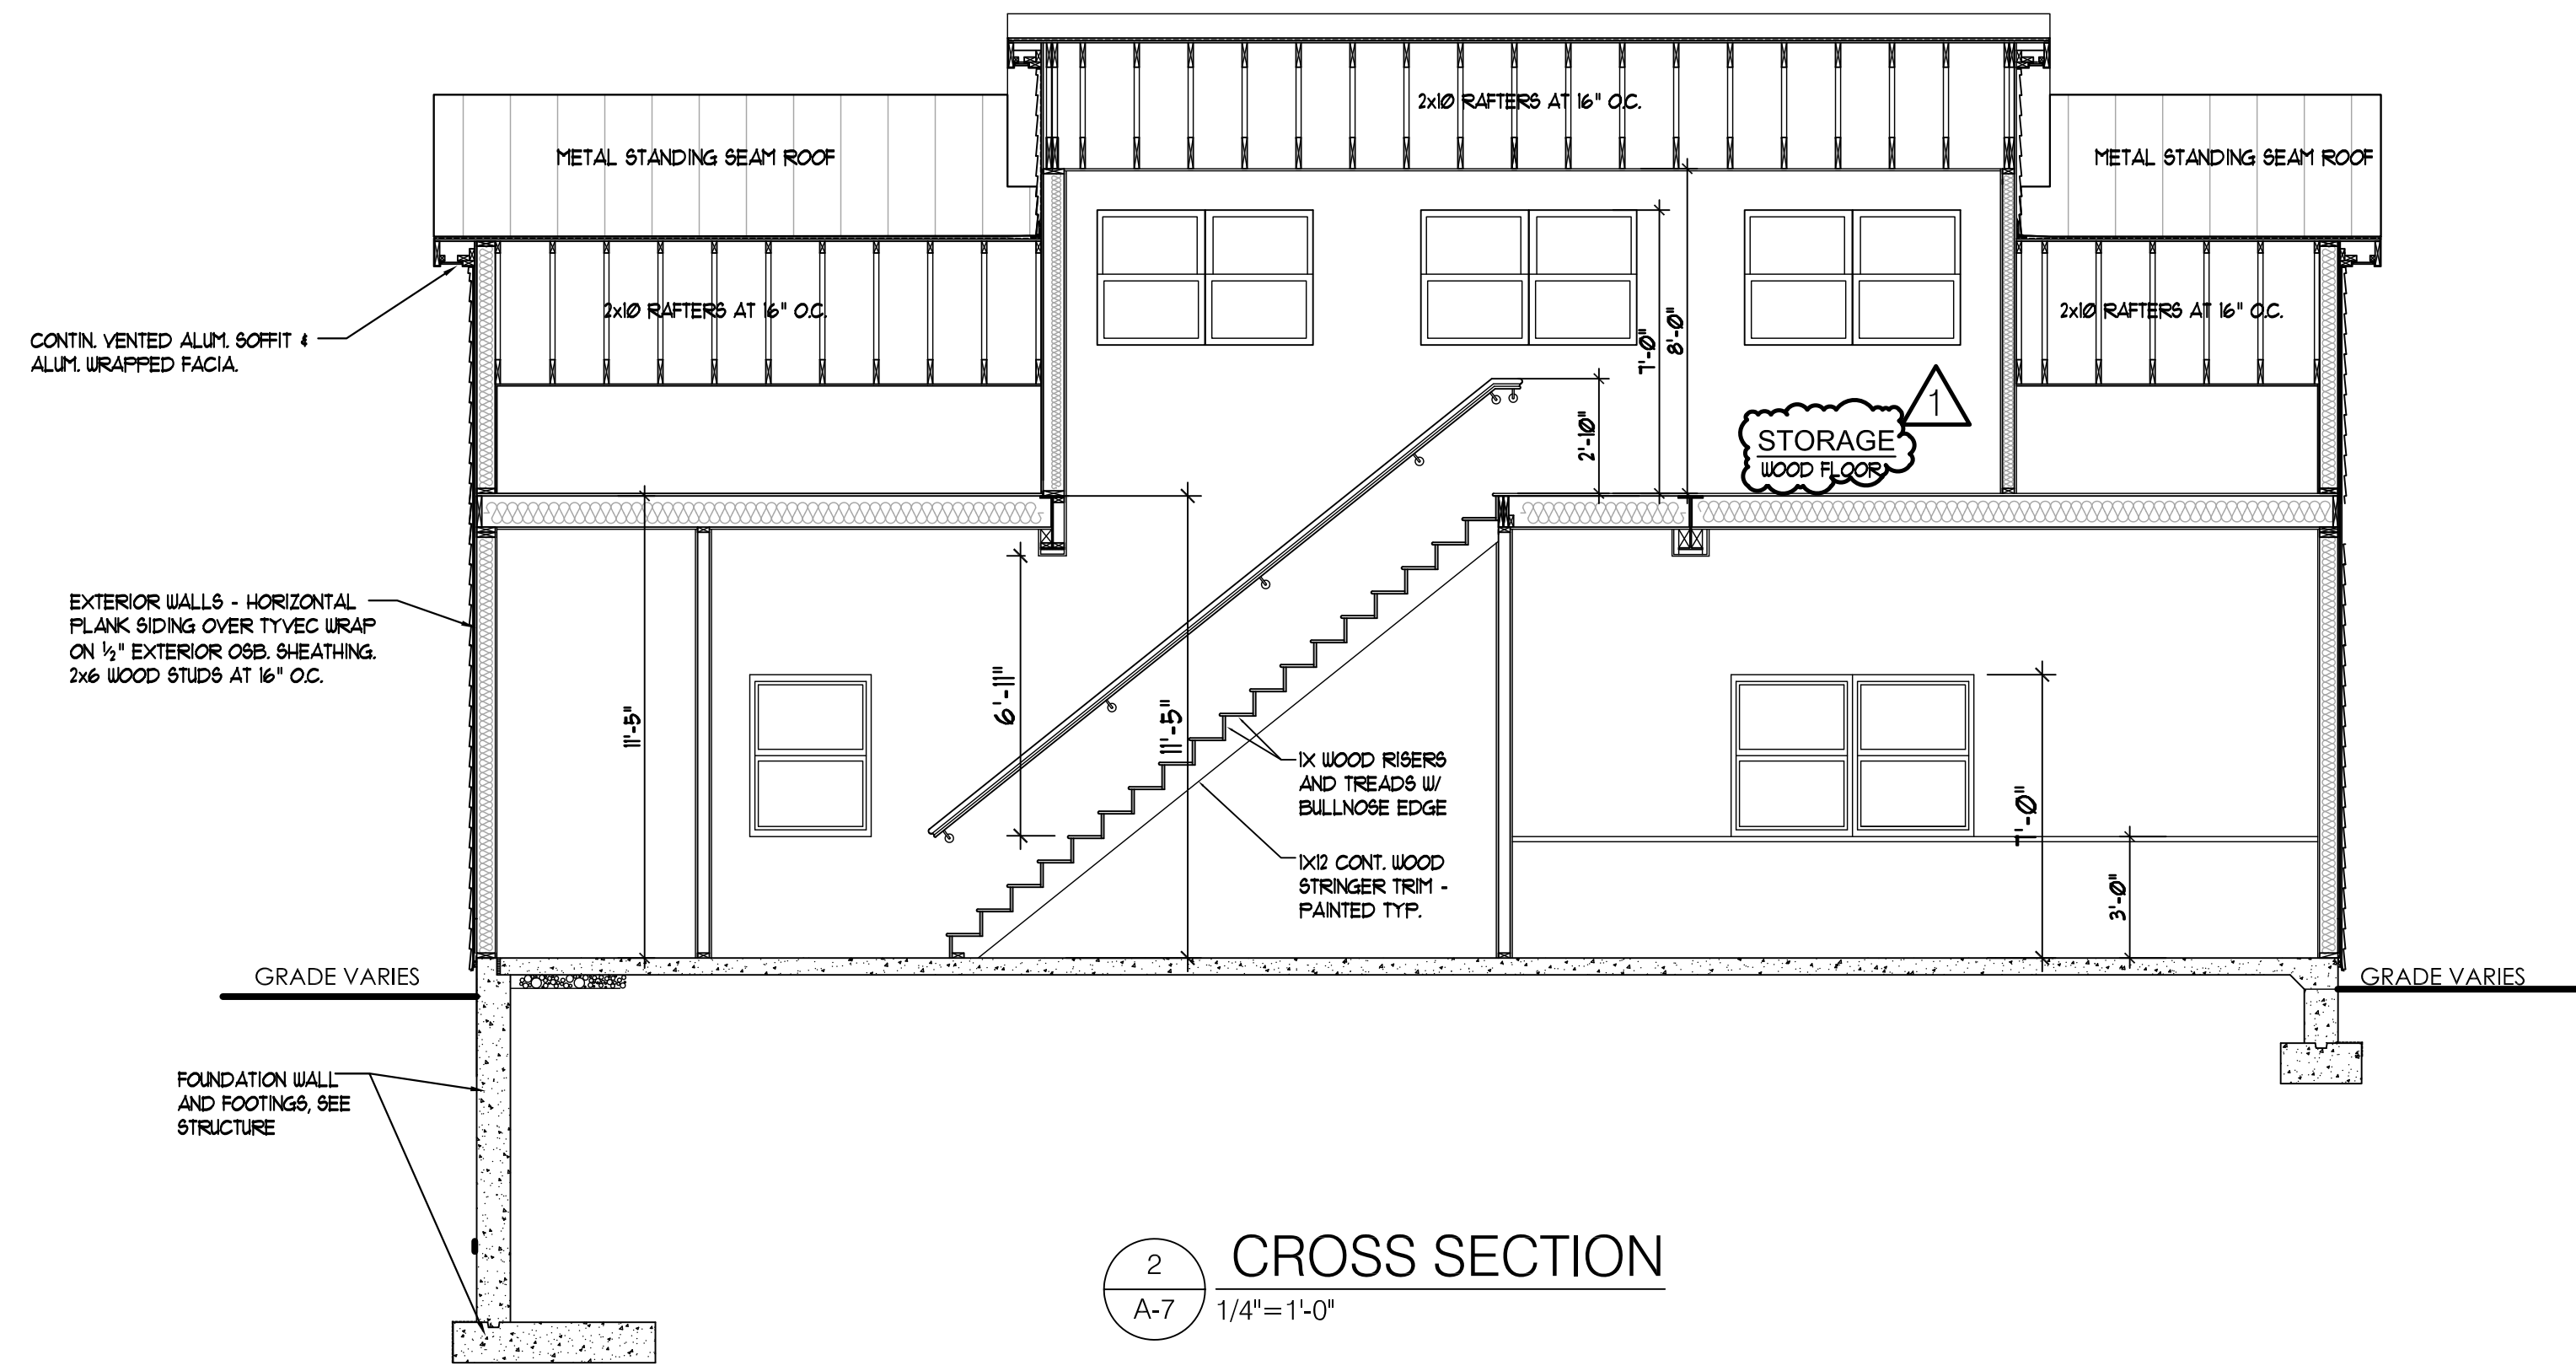 2x10 RAFTERS AT 16" O.C.
METAL STANDING SEAM ROOF
METAL STANDING SEAM ROOF
2x10 RAFTERS AT 16" O.C.
2x10 RAFTERS AT 16" O.C.
CONTIN. VENTED ALUM. SOFFIT &
ALUM. WRAPPED FACIA.
7'-0"
8'-0"
2'-10"
1
STORAGE
WOOD FLOOR
EXTERIOR WALLS - HORIZONTAL
PLANK SIDING OVER TYVEC WRAP
ON ½" EXTERIOR OSB. SHEATHING.
2x6 WOOD STUDS AT 16" O.C.
11'-5"
6'-11"
11'-5"
1X WOOD RISERS
AND TREADS W/
BULLNOSE EDGE
1X12 CONT. WOOD
STRINGER TRIM -
PAINTED TYP.
7'-0"
3'-0"
GRADE VARIES
GRADE VARIES
FOUNDATION WALL
AND FOOTINGS, SEE
STRUCTURE
2
A-7
CROSS SECTION
1/4"=1'-0"